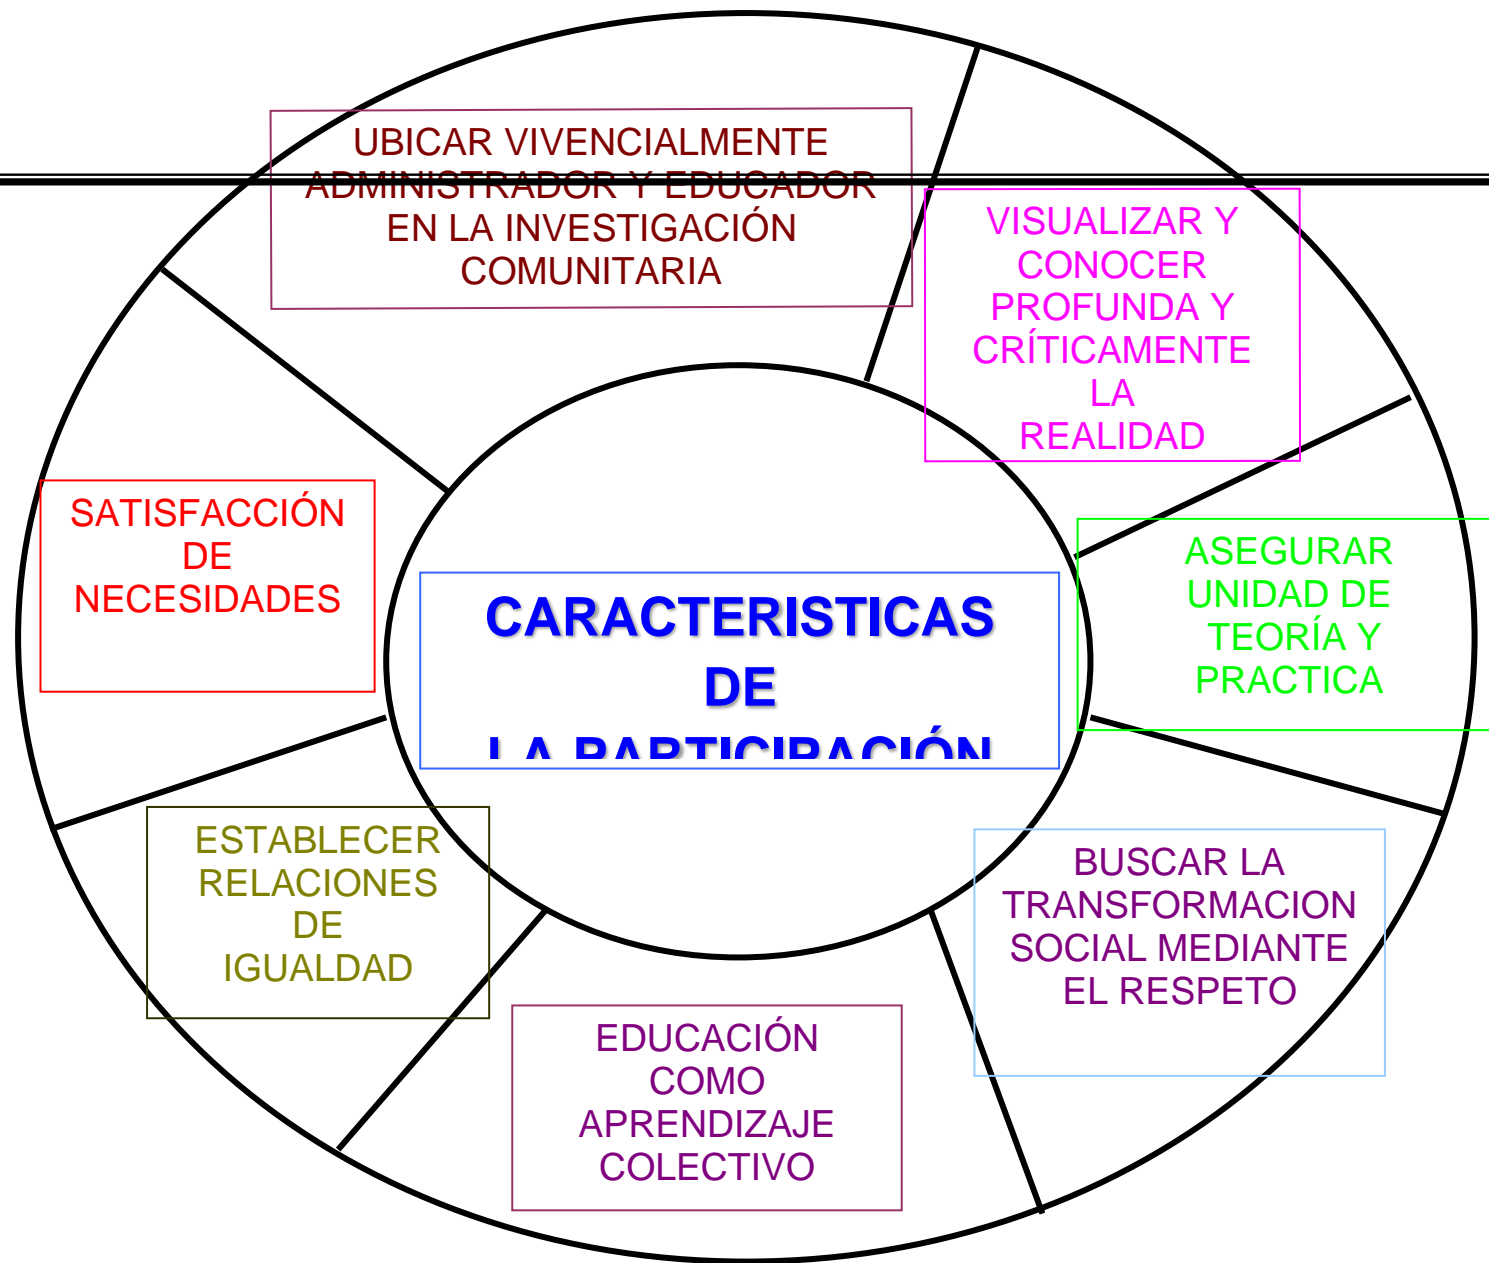 UBICAR VIVENCIALMENTE
ADMINISTRADOR Y EDUCADOR
EN LA INVESTIGACIÓN
COMUNITARIA
VISUALIZAR Y
CONOCER
PROFUNDA Y
CRÍTICAMENTE
LA
REALIDAD
SATISFACCIÓN
DE
NECESIDADES
ASEGURAR
UNIDAD DE
TEORÍA Y
PRACTICA
CARACTERISTICAS
DE
LA PARTICIPACIÓN
ESTABLECER
RELACIONES
DE
IGUALDAD
BUSCAR LA
TRANSFORMACION
SOCIAL MEDIANTE
EL RESPETO
EDUCACIÓN
COMO
APRENDIZAJE
COLECTIVO